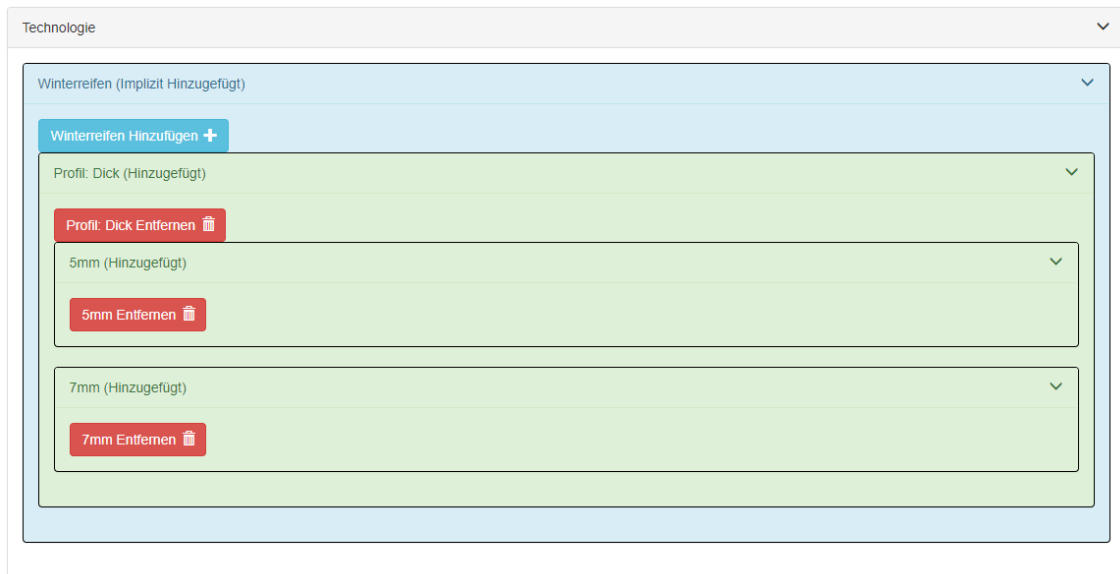 Technologie
Winterreifen (Implizit Hinzugefügt)
Winterreifen Hinzufügen
Profil: Dick (Hinzugefügt)
Profil: Dick Entfernen
5mm (Hinzugefügt)
5mm Entfernen
7mm (Hinzugefügt)
7mm Entfernen